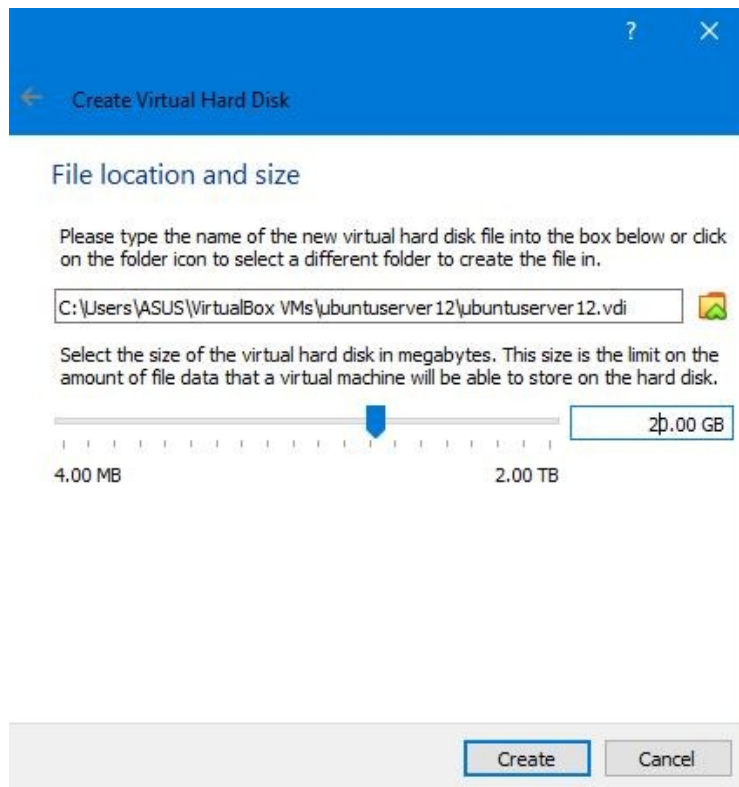 ?
Create Virtual Hard Disk
File location and size
Please type the name of the new virtual hard disk file into the box below or click
on the folder icon to select a different folder to create the file in.
C:\Users\ASUS\VirtualBox VMs\ubuntuserver12\ubuntuserver12.vdi
Select the size of the virtual hard disk in megabytes. This size is the limit on the
amount of file data that a virtual machine will be able to store on the hard disk.
20.00 GB
4.00 MB 2.00 TB
Create Cancel